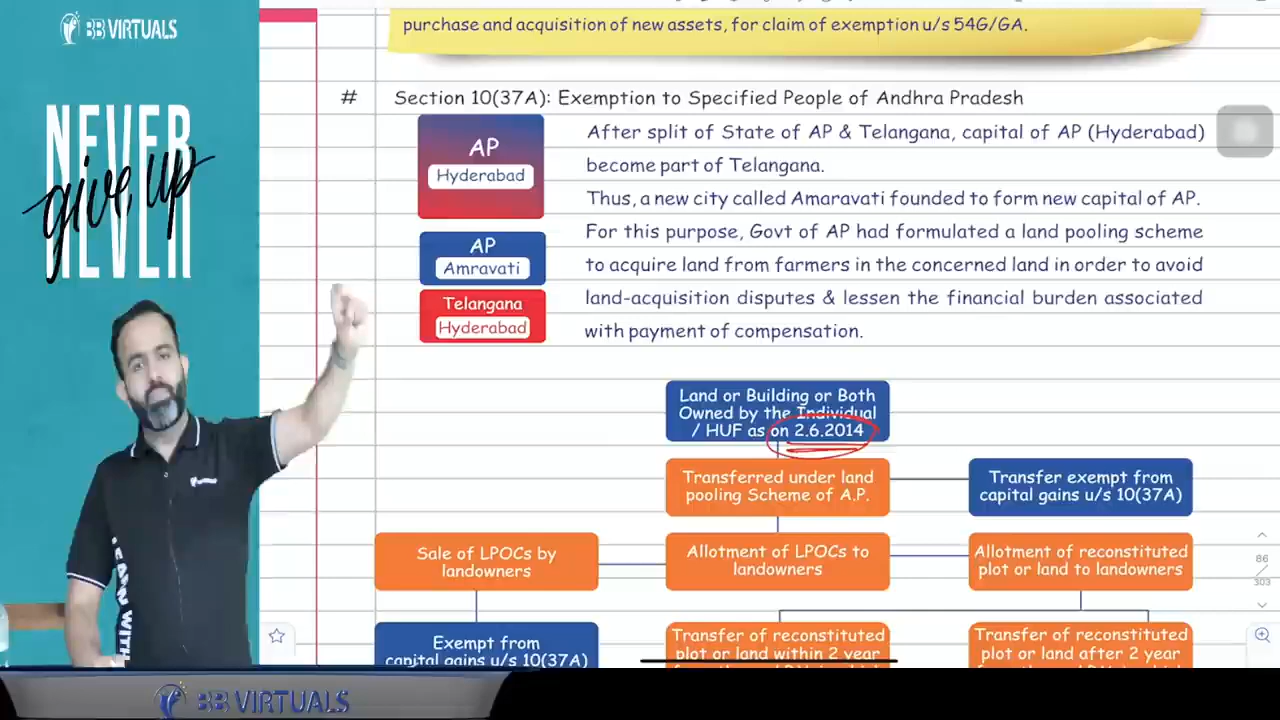 BB VIRTUALS
NEVER
give up
NEVER
purchase and acquisition of new assets, for claim of exemption u/s 54G/GA.
# Section 10(37A): Exemption to Specified People of Andhra Pradesh
AP
Hyderabad
AP
Amravati
Telangana
Hyderabad
After split of State of AP & Telangana, capital of AP (Hyderabad)
become part of Telangana.
Thus, a new city called Amaravati founded to form new capital of AP.
For this purpose, Govt of AP had formulated a land pooling scheme
to acquire land from farmers in the concerned land in order to avoid
land-acquisition disputes & lessen the financial burden associated
with payment of compensation.
Land or Building or Both
Owned by the Individual
/ HUF as on 2.6.2014
Transferred under land
pooling Scheme of A.P.
Transfer exempt from
capital gains u/s 10(37A)
Sale of LPOCs by
landowners
Allotment of LPOCs to
landowners
Allotment of reconstituted
plot or land to landowners
Exempt from
capital gains u/s 10(37A)
Transfer of reconstituted
plot or land within 2 year
Transfer of reconstituted
plot or land after 2 year
86
303
BB VIRTUALS